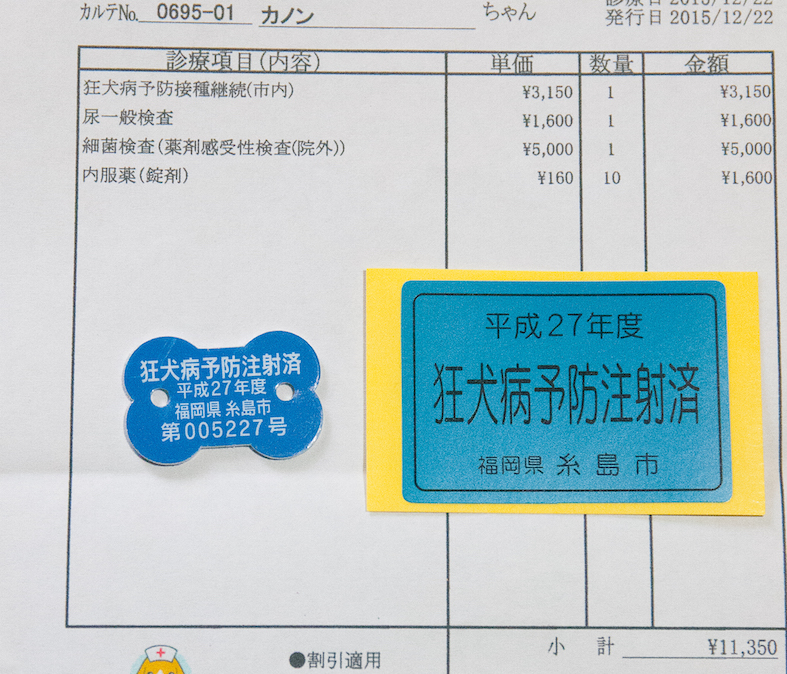 カルテNo. 0695-01 カノン ちゃん
診療日 2015/12/22
発行日 2015/12/22
診療項目(内容) 単価 数量 金額
狂犬病予防接種継続(市内) ¥3,150 1 ¥3,150
尿一般検査 ¥1,600 1 ¥1,600
細菌検査(薬剤感受性検査(院外)) ¥5,000 1 ¥5,000
内服薬(錠剤) ¥160 10 ¥1,600
狂犬病予防注射済
平成27年度
福岡県 糸島市
第005227号
平成27年度
狂犬病予防注射済
福岡県 糸島市
小計 ¥11,350
●割引適用